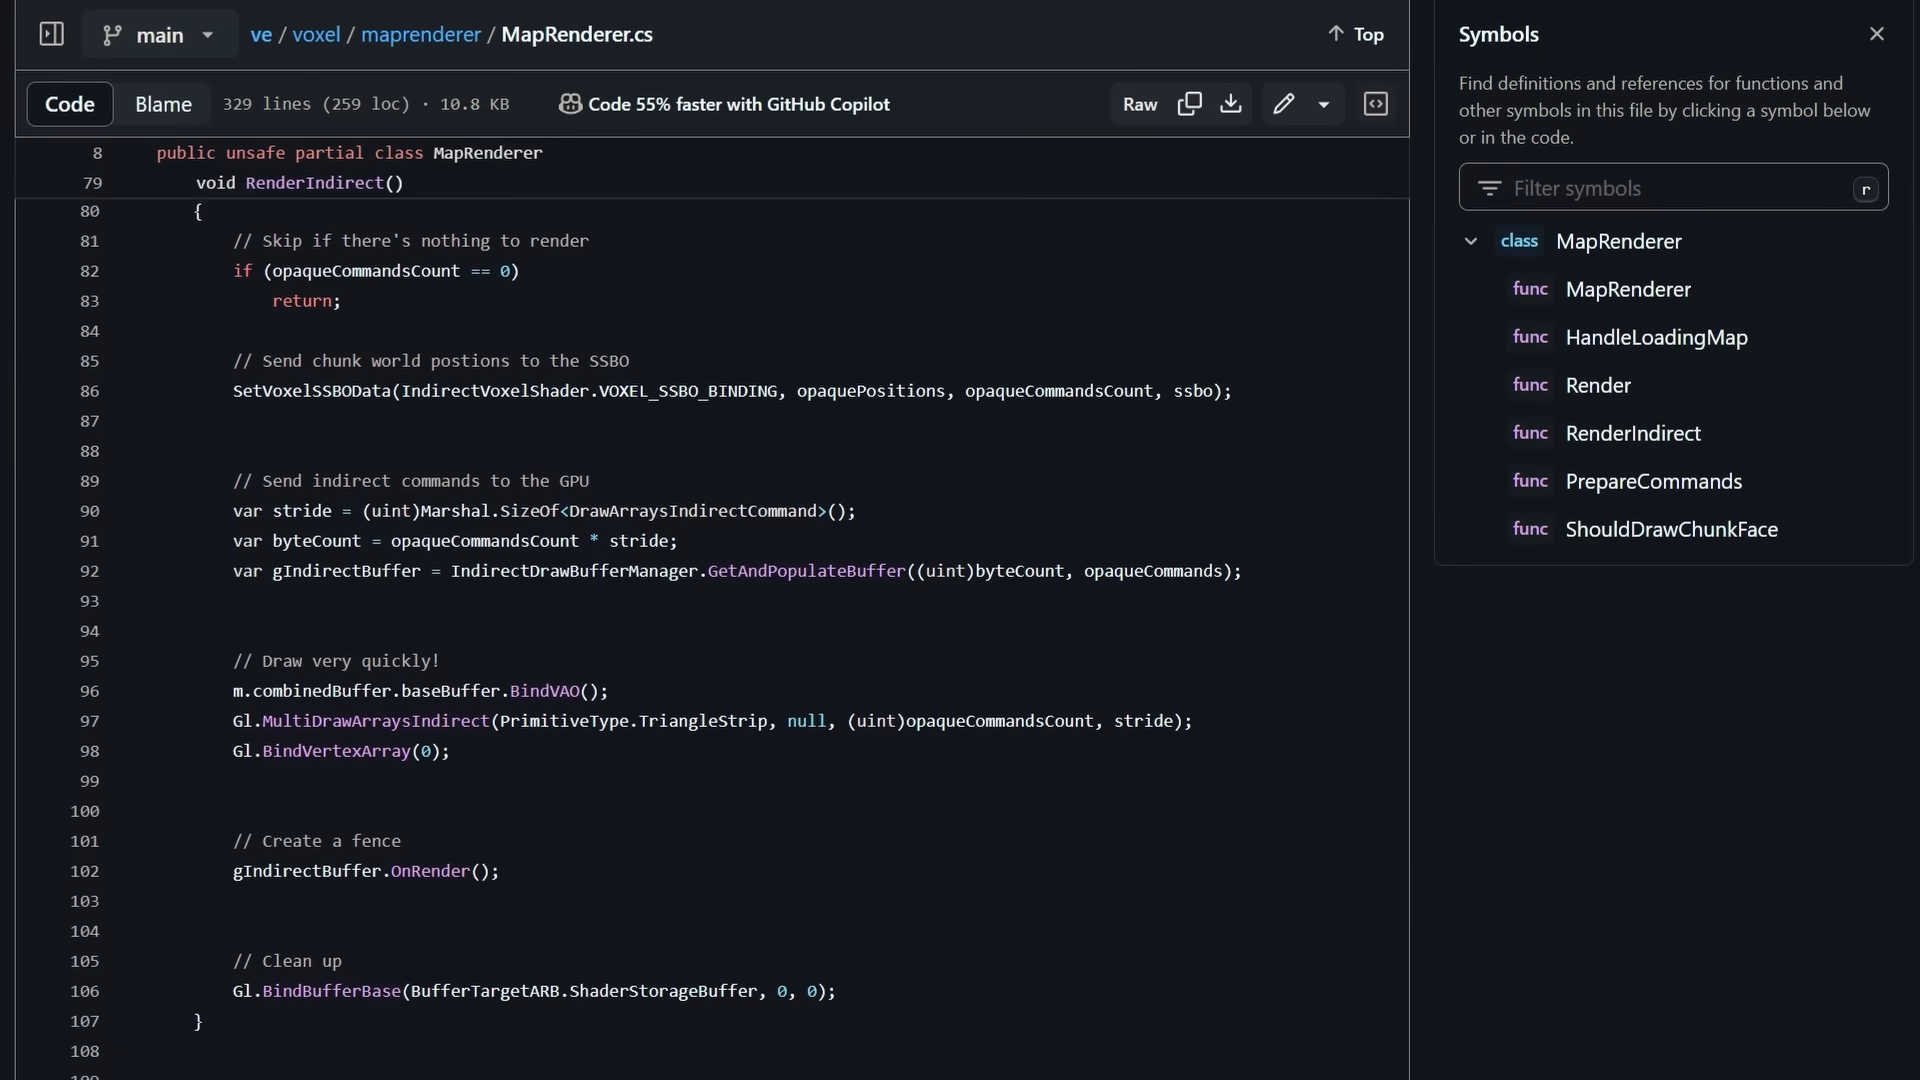 main
ve / voxel / maprenderer / MapRenderer.cs
Top
Code
Blame
329 lines (259 loc) · 10.8 KB
Code 55% faster with GitHub Copilot
Raw
8 public unsafe partial class MapRenderer
79 void RenderIndirect()
80 {
81 // Skip if there's nothing to render
82 if (opaqueCommandsCount == 0)
83 return;
84
85 // Send chunk world postions to the SSBO
86 SetVoxelSSBOData(IndirectVoxelShader.VOXEL_SSBO_BINDING, opaquePositions, opaqueCommandsCount, ssbo);
87
88
89 // Send indirect commands to the GPU
90 var stride = (uint)Marshal.SizeOf<DrawArraysIndirectCommand>();
91 var byteCount = opaqueCommandsCount * stride;
92 var gIndirectBuffer = IndirectDrawBufferManager.GetAndPopulateBuffer((uint)byteCount, opaqueCommands);
93
94
95 // Draw very quickly!
96 m.combinedBuffer.baseBuffer.BindVAO();
97 Gl.MultiDrawArraysIndirect(PrimitiveType.TriangleStrip, null, (uint)opaqueCommandsCount, stride);
98 Gl.BindVertexArray(0);
99
100
101 // Create a fence
102 gIndirectBuffer.OnRender();
103
104
105 // Clean up
106 Gl.BindBufferBase(BufferTargetARB.ShaderStorageBuffer, 0, 0);
107 }
108
109
Symbols
Find definitions and references for functions and
other symbols in this file by clicking a symbol below
or in the code.
Filter symbols
r
class MapRenderer
func MapRenderer
func HandleLoadingMap
func Render
func RenderIndirect
func PrepareCommands
func ShouldDrawChunkFace